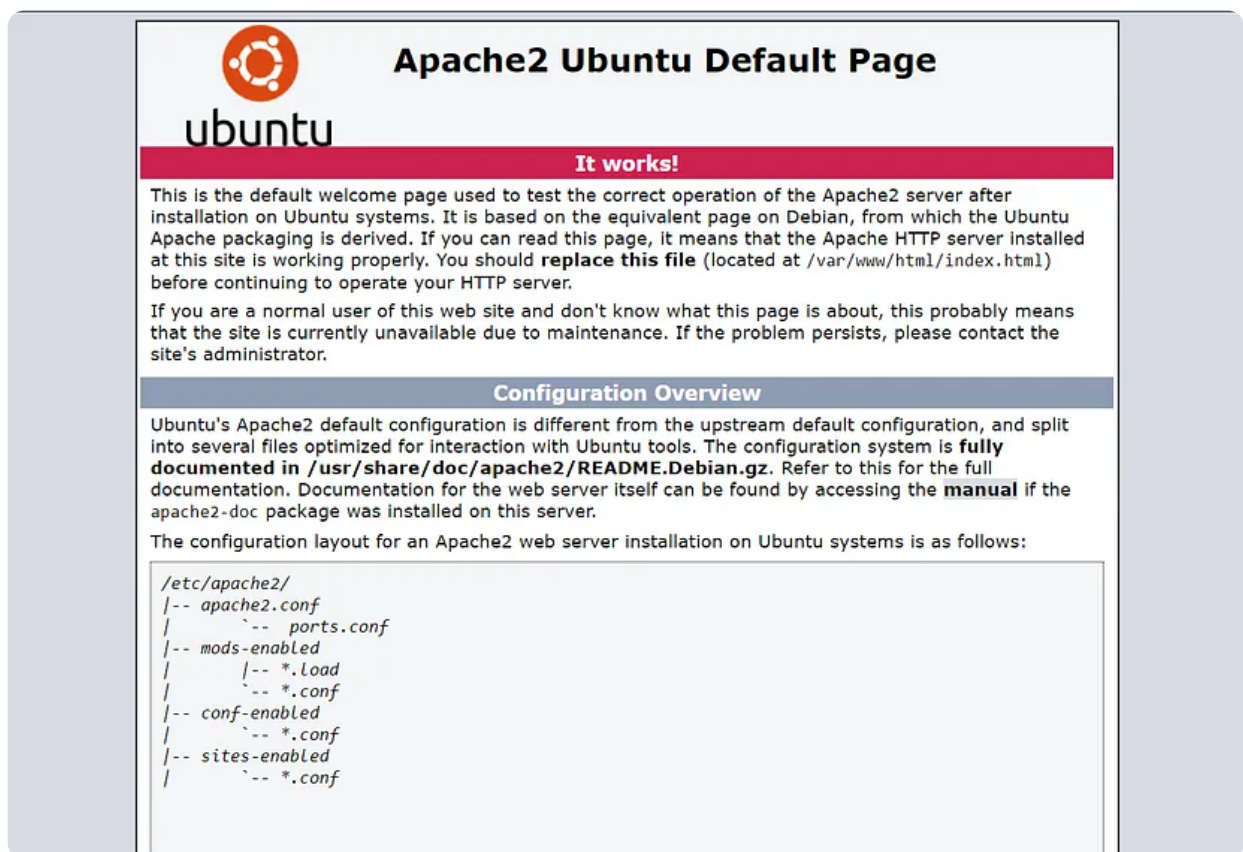 Apache2 Ubuntu Default Page
ubuntu
It works!
This is the default welcome page used to test the correct operation of the Apache2 server after
installation on Ubuntu systems. It is based on the equivalent page on Debian, from which the Ubuntu
Apache packaging is derived. If you can read this page, it means that the Apache HTTP server installed
at this site is working properly. You should replace this file (located at /var/www/html/index.html)
before continuing to operate your HTTP server.
If you are a normal user of this web site and don't know what this page is about, this probably means
that the site is currently unavailable due to maintenance. If the problem persists, please contact the
site's administrator.
Configuration Overview
Ubuntu's Apache2 default configuration is different from the upstream default configuration, and split
into several files optimized for interaction with Ubuntu tools. The configuration system is fully
documented in /usr/share/doc/apache2/README.Debian.gz. Refer to this for the full
documentation. Documentation for the web server itself can be found by accessing the manual if the
apache2-doc package was installed on this server.
The configuration layout for an Apache2 web server installation on Ubuntu systems is as follows:
/etc/apache2/
|-- apache2.conf
|       `--  ports.conf
|-- mods-enabled
|       |-- *.load
|       `-- *.conf
|-- conf-enabled
|       `-- *.conf
|-- sites-enabled
|       `-- *.conf